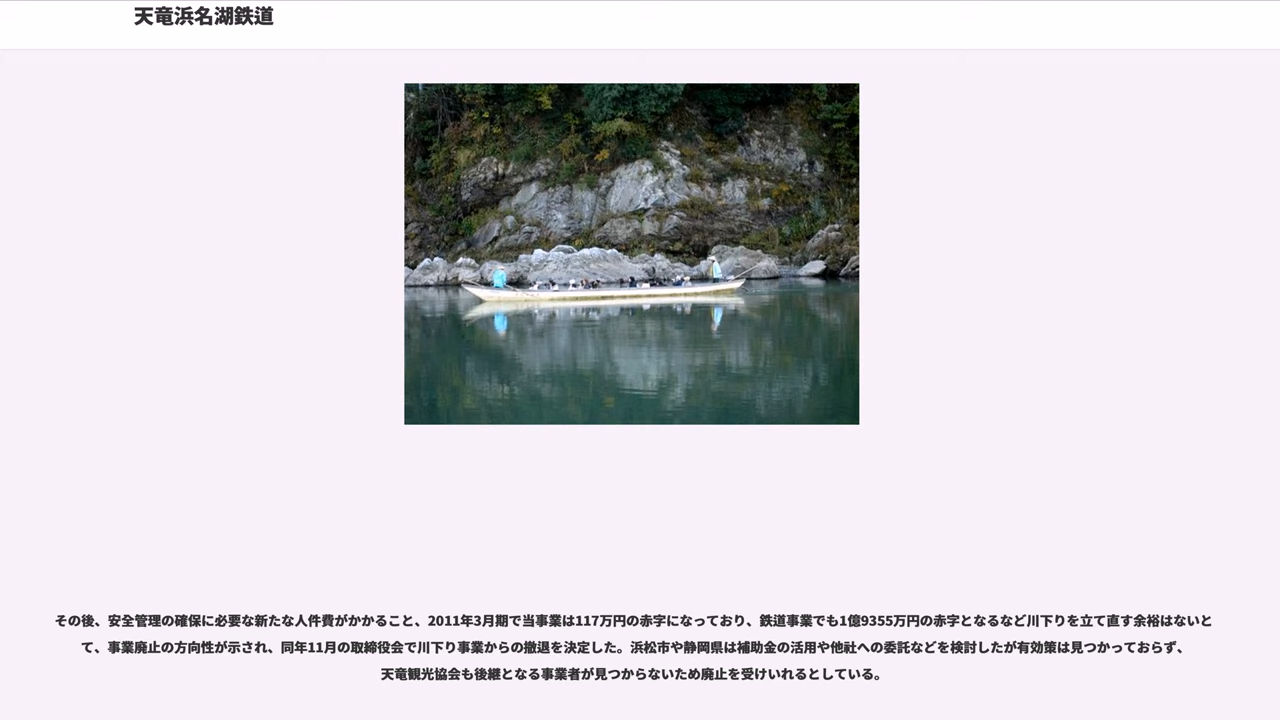 天竜浜名湖鉄道
その後、安全管理の確保に必要な新たな人件費がかかること、2011年3月期で当事業は117万円の赤字になっており、鉄道事業でも1億9355万円の赤字となるなど川下りを立て直す余裕はないと
て、事業廃止の方向性が示され、同年11月の取締役会で川下り事業からの撤退を決定した。浜松市や静岡県は補助金の活用や他社への委託などを検討したが有効策は見つかっておらず、
天竜観光協会も後継となる事業者が見つからないため廃止を受けいれるとしている。